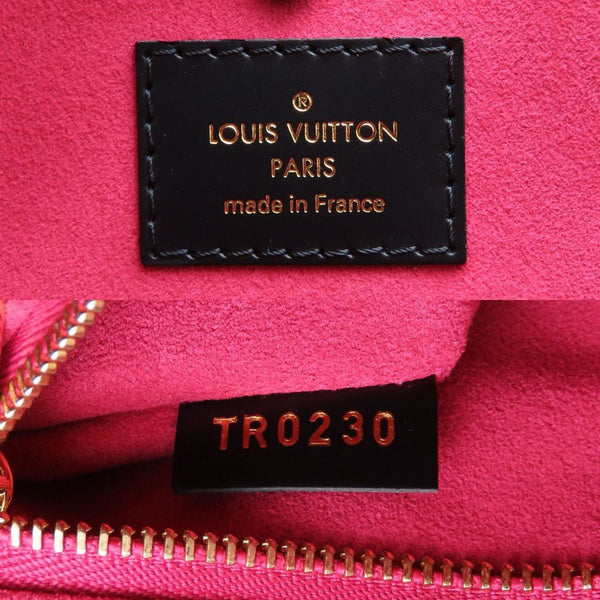 ®
LOUIS VUITTON
PARIS
made in France
TR0230